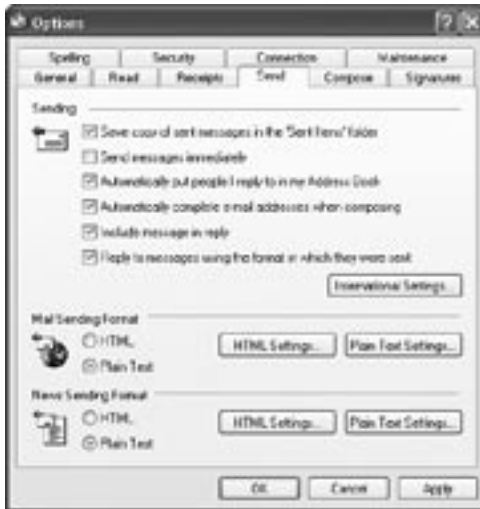 Options
Spelling Security Connection Maintenance
General Read Receipts Send Compose Signatures
Sending
Save copy of sent messages in the 'Sent Items' folder
Send messages immediately
Automatically put people I reply to in my Address Book
Automatically complete e-mail addresses when composing
Include message in reply
Reply to messages using the format in which they were sent
International Settings...
Mail Sending Format
HTML
HTML Settings... Plain Text Settings...
Plain Text
News Sending Format
HTML
HTML Settings... Plain Text Settings...
Plain Text
OK Cancel Apply